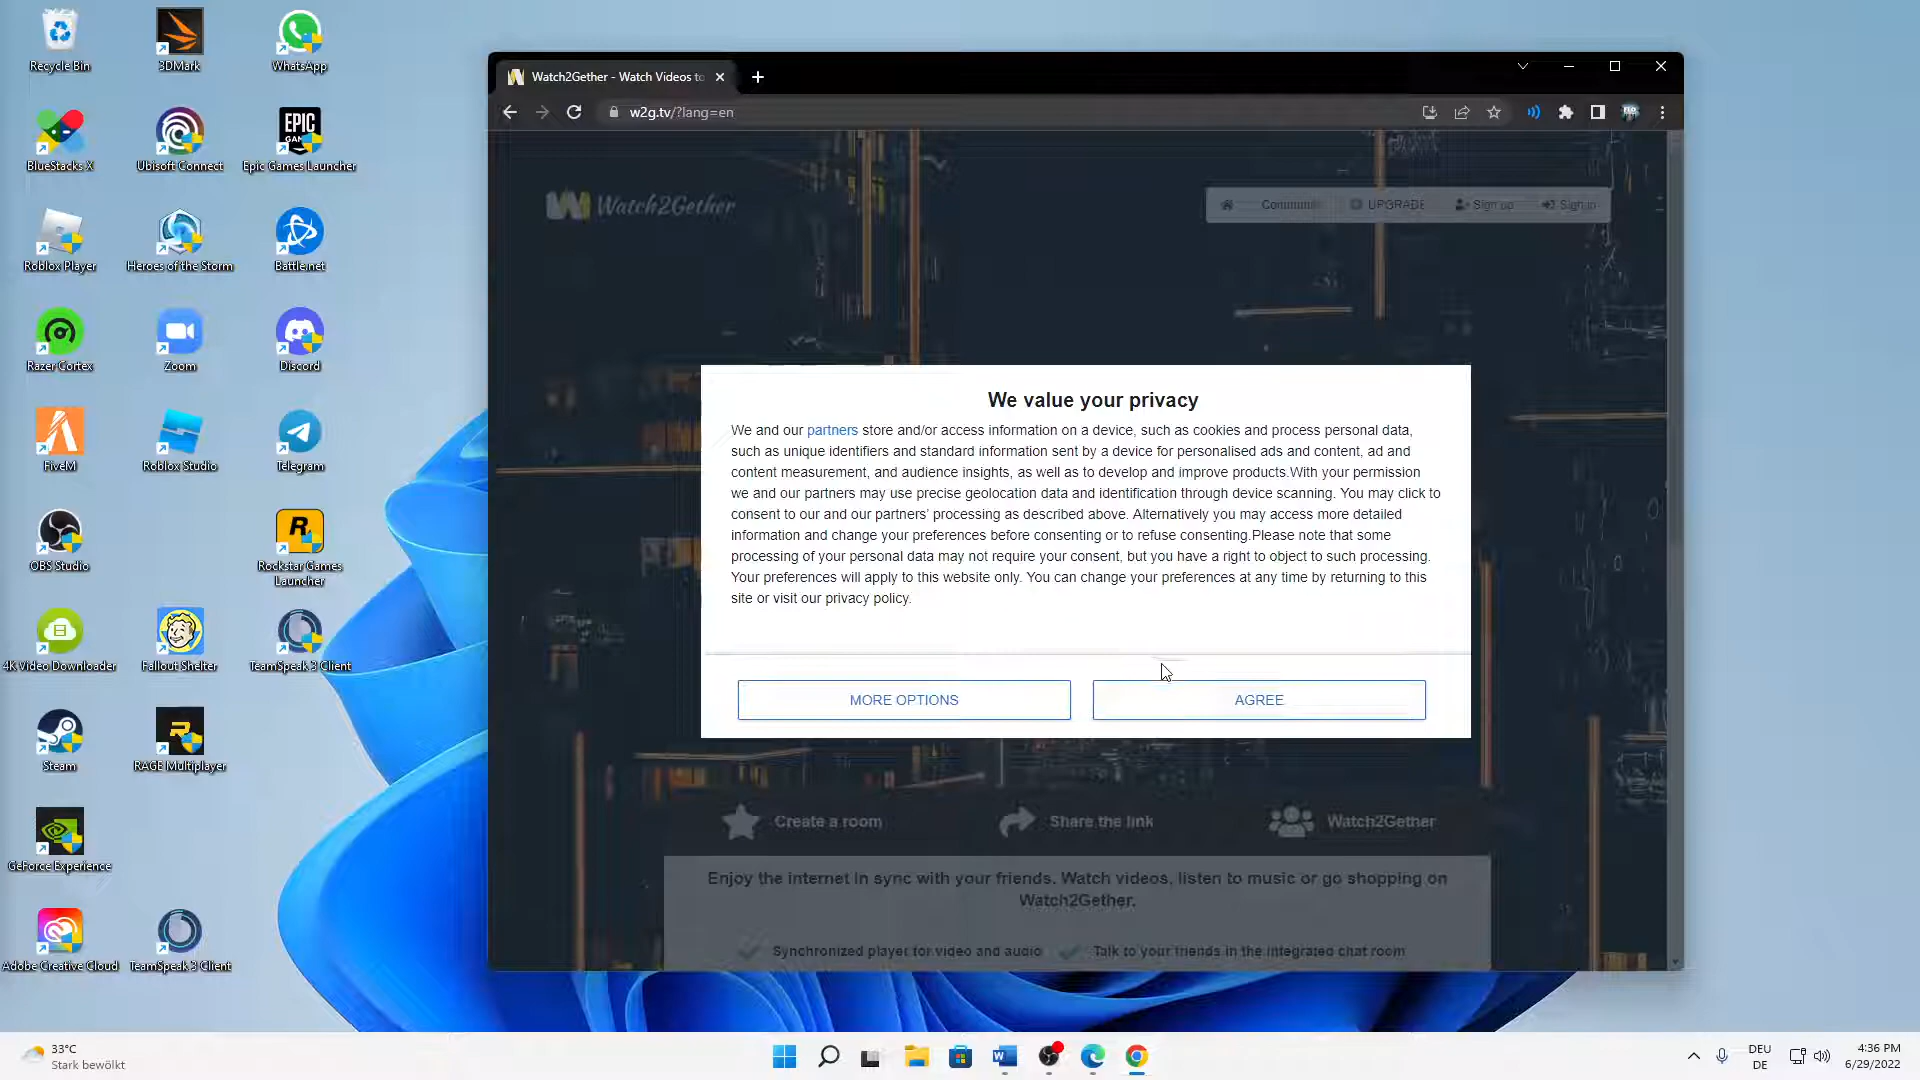 Recycle Bin
3DMark
WhatsApp
BlueStacks X
Ubisoft Connect
EPIC
GAMES
Epic Games Launcher
Roblox Player
Heroes of the Storm
Battle.net
Razer Cortex
Zoom
Discord
FiveM
Roblox Studio
Telegram
OBS Studio
Rockstar Games
Launcher
4K Video Downloader
Fallout Shelter
TeamSpeak 3 Client
Steam
RAGE Multiplayer
GeForce Experience
Adobe Creative Cloud
TeamSpeak 3 Client
Watch2Gether - Watch Videos to
w2g.tv/?lang=en
Watch2Gether
UPGRADE
Sign up
Sign in
We value your privacy
We and our partners store and/or access information on a device, such as cookies and process personal data,
such as unique identifiers and standard information sent by a device for personalised ads and content, ad and
content measurement, and audience insights, as well as to develop and improve products.With your permission
we and our partners may use precise geolocation data and identification through device scanning. You may click to
consent to our and our partners' processing as described above. Alternatively you may access more detailed
information and change your preferences before consenting or to refuse consenting.Please note that some
processing of your personal data may not require your consent, but you have a right to object to such processing.
Your preferences will apply to this website only. You can change your preferences at any time by returning to this
site or visit our privacy policy.
MORE OPTIONS
AGREE
Create a room
Share the link
Watch2Gether
Enjoy the internet in sync with your friends. Watch videos, listen to music or go shopping on
Watch2Gether.
Synchronized player for video and audio
Talk to your friends in the integrated chat room
33°C
Stark bewölkt
DEU
DE
4:36 PM
6/29/2022